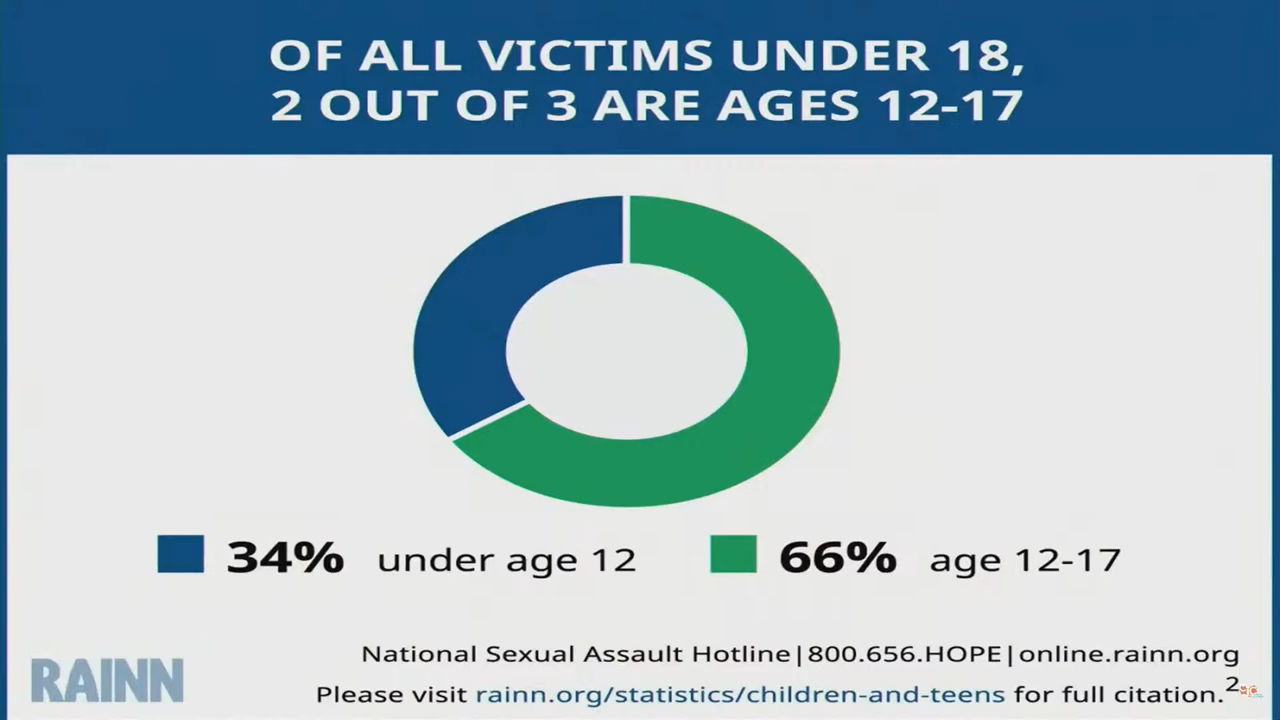 OF ALL VICTIMS UNDER 18,
2 OUT OF 3 ARE AGES 12-17
34% under age 12 66% age 12-17
National Sexual Assault Hotline|800.656.HOPE|online.rainn.org
RAINN
Please visit rainn.org/statistics/children-and-teens for full citation.2